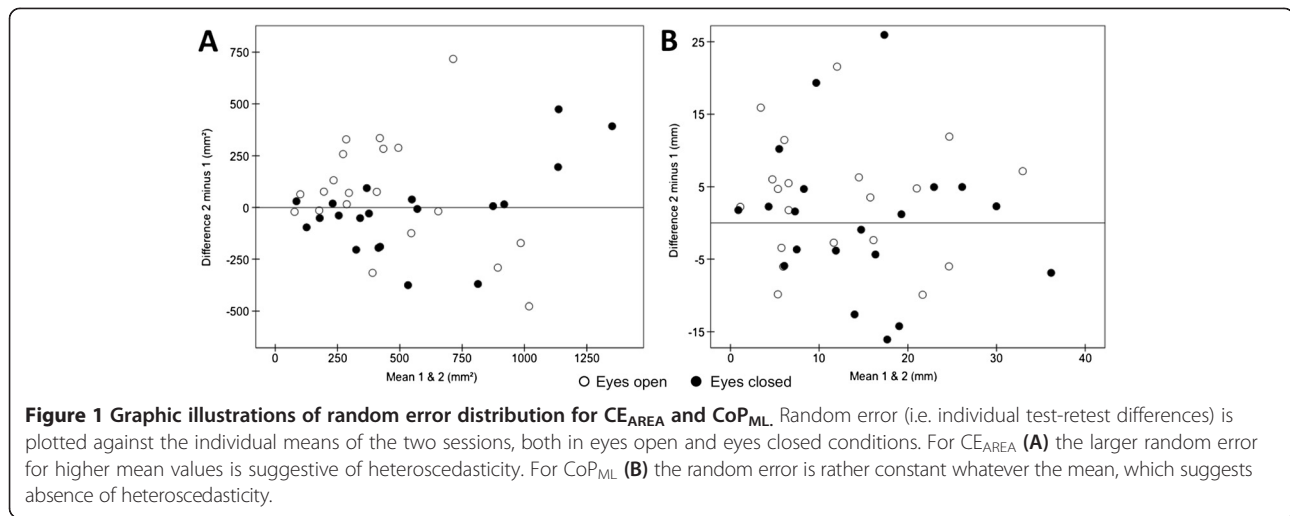 A
B
750
500
250
0
-250
-500
Difference 2 minus 1 (mm²)
0 250 500 750 1000 1250
Mean 1 & 2 (mm²)
25
15
5
-5
-15
Difference 2 minus 1 (mm)
0 10 20 30 40
Mean 1 & 2 (mm)
Eyes open Eyes closed
Figure 1 Graphic illustrations of random error distribution for CE_AREA and CoP_ML. Random error (i.e. individual test-retest differences) is
plotted against the individual means of the two sessions, both in eyes open and eyes closed conditions. For CE_AREA (A) the larger random error
for higher mean values is suggestive of heteroscedasticity. For CoP_ML (B) the random error is rather constant whatever the mean, which suggests
absence of heteroscedasticity.